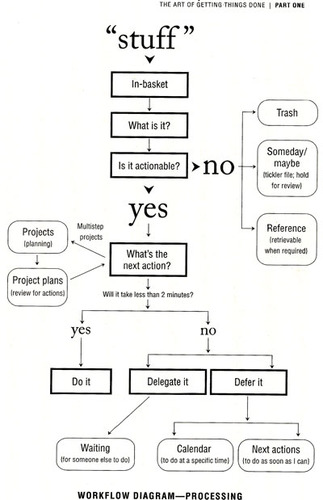 THE ART OF GETTING THINGS DONE | PART ONE
“stuff”
In-basket
What is it?
Is it actionable?
no
Trash
Someday/
maybe
(tickler file; hold
for review)
Reference
(retrievable
when required)
yes
Projects
(planning)
Multistep
projects
Project plans
(review for actions)
What's the
next action?
Will it take less than 2 minutes?
yes
no
Do it
Delegate it
Defer it
Waiting
(for someone else to do)
Calendar
(to do at a specific time)
Next actions
(to do as soon as I can)
WORKFLOW DIAGRAM—PROCESSING